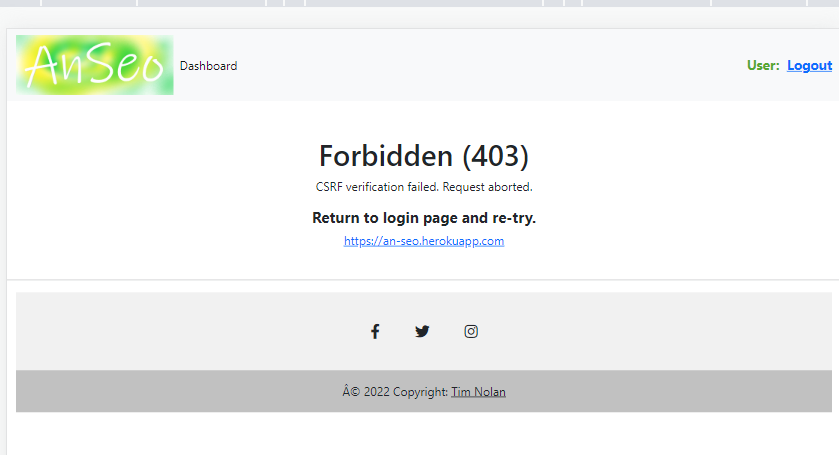 AnSeo
Dashboard
User: Logout
Forbidden (403)
CSRF verification failed. Request aborted.
Return to login page and re-try.
https://an-seo.herokuapp.com
Â© 2022 Copyright: Tim Nolan